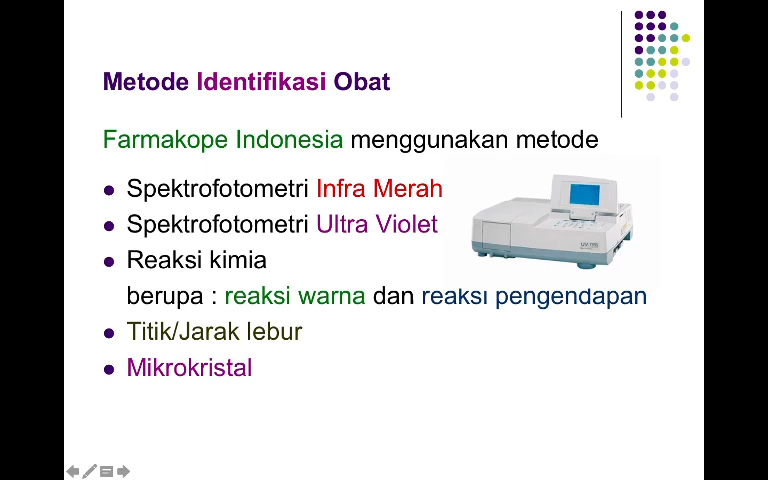 Metode Identifikasi Obat
Farmakope Indonesia menggunakan metode
Spektrofotometri Infra Merah
Spektrofotometri Ultra Violet
Reaksi kimia
berupa : reaksi warna dan reaksi pengendapan
Titik/Jarak lebur
Mikrokristal